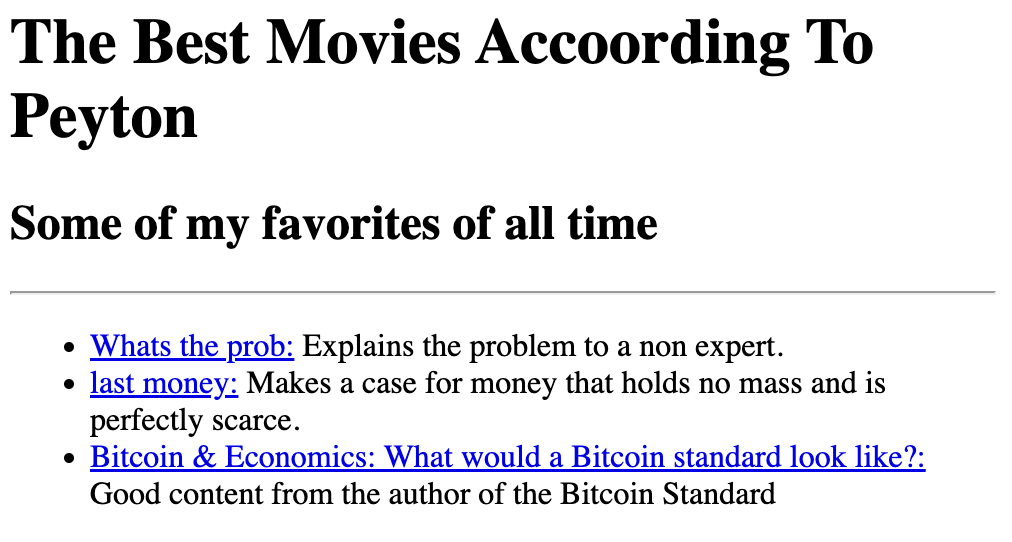 The Best Movies Accoording To
Peyton
Some of my favorites of all time
Whats the prob: Explains the problem to a non expert.
last money: Makes a case for money that holds no mass and is
perfectly scarce.
Bitcoin & Economics: What would a Bitcoin standard look like?:
Good content from the author of the Bitcoin Standard